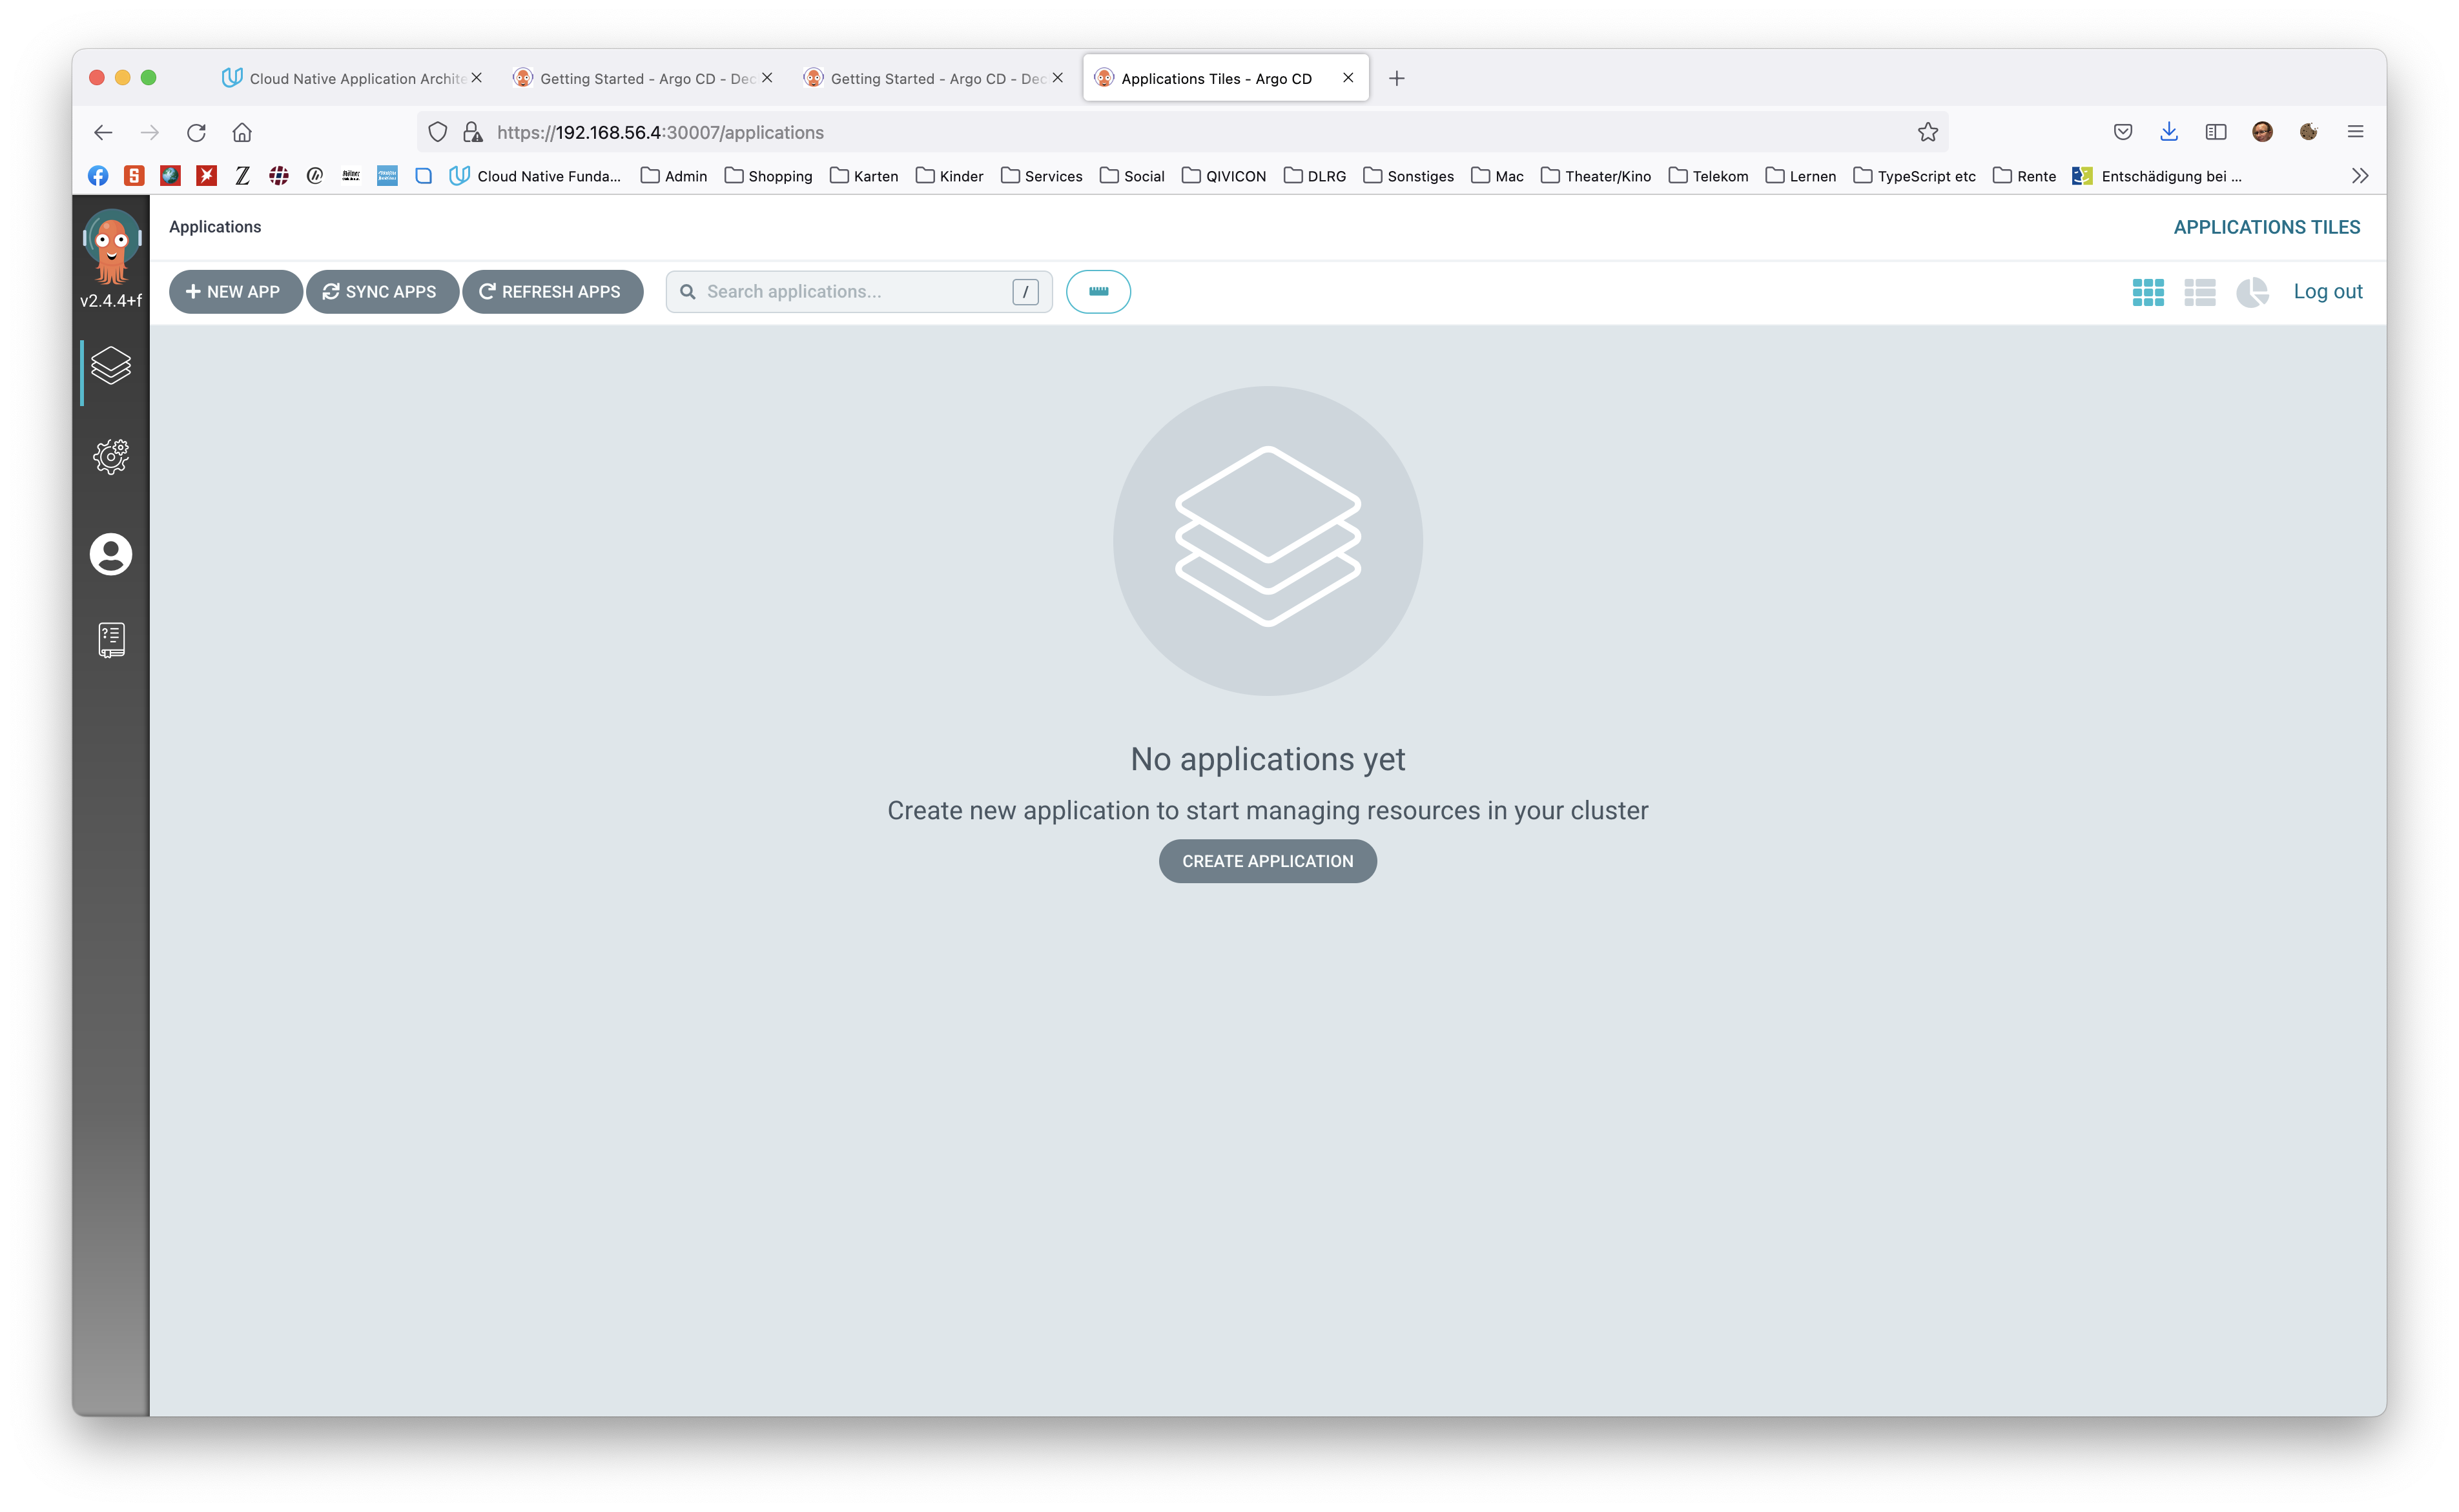 Cloud Native Application Archite
Getting Started - Argo CD - Dec
Getting Started - Argo CD - Dec
Applications Tiles - Argo CD
https://192.168.56.4:30007/applications
Cloud Native Funda...
Admin
Shopping
Karten
Kinder
Services
Social
QIVICON
DLRG
Sonstiges
Mac
Theater/Kino
Telekom
Lernen
TypeScript etc
Rente
Entschädigung bei ...
Applications
APPLICATIONS TILES
v2.4.4+f
NEW APP
SYNC APPS
REFRESH APPS
Search applications...
/
Log out
No applications yet
Create new application to start managing resources in your cluster
CREATE APPLICATION